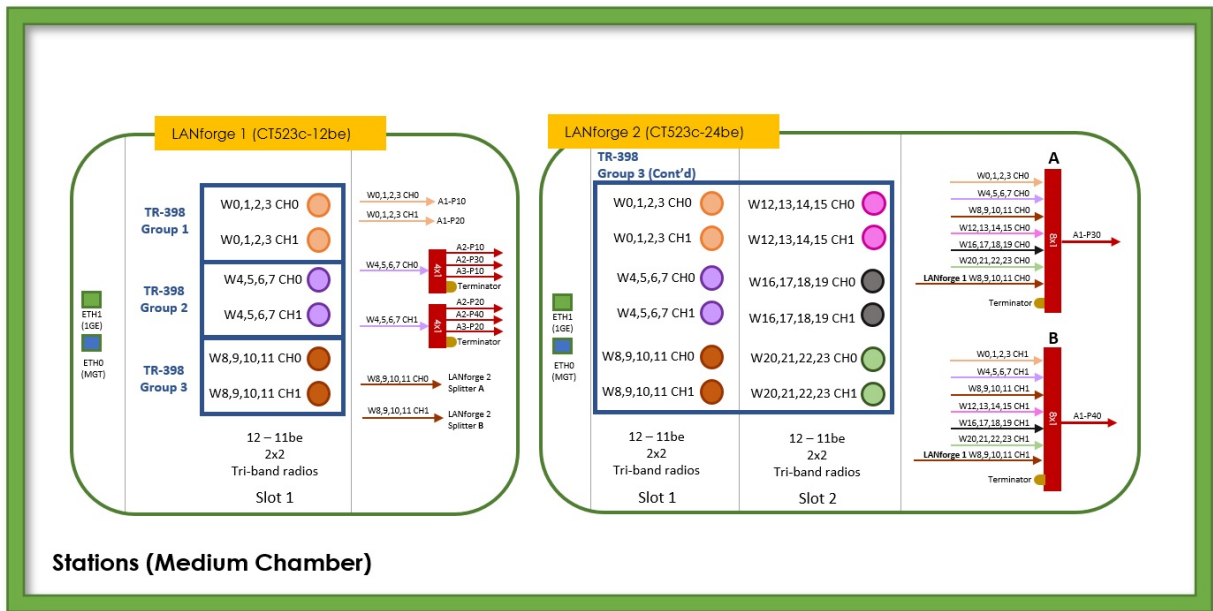 LANforge 1 (CT523c-12be)
TR-398
Group 1
W0,1,2,3 CH0
W0,1,2,3 CH1
TR-398
Group 2
W4,5,6,7 CH0
W4,5,6,7 CH1
TR-398
Group 3
W8,9,10,11 CH0
W8,9,10,11 CH1
ETH1
(1GE)
ETH0
(MGT)
12 – 11be
2x2
Tri-band radios
Slot 1
W0,1,2,3 CH0
A1-P10
W0,1,2,3 CH1
A1-P20
W4,5,6,7 CH0
4x1
A2-P10
A2-P30
A3-P10
Terminator
W4,5,6,7 CH1
4x1
A2-P20
A2-P40
A3-P20
Terminator
W8,9,10,11 CH0
LANforge 2
Splitter A
W8,9,10,11 CH1
LANforge 2
Splitter B
LANforge 2 (CT523c-24be)
TR-398
Group 3 (Cont'd)
W0,1,2,3 CH0
W0,1,2,3 CH1
W4,5,6,7 CH0
W4,5,6,7 CH1
W8,9,10,11 CH0
W8,9,10,11 CH1
W12,13,14,15 CH0
W12,13,14,15 CH1
W16,17,18,19 CH0
W16,17,18,19 CH1
W20,21,22,23 CH0
W20,21,22,23 CH1
ETH1
(1GE)
ETH0
(MGT)
12 – 11be
2x2
Tri-band radios
Slot 1
12 – 11be
2x2
Tri-band radios
Slot 2
A
W0,1,2,3 CH0
W4,5,6,7 CH0
W8,9,10,11 CH0
W12,13,14,15 CH0
W16,17,18,19 CH0
W20,21,22,23 CH0
LANforge 1 W8,9,10,11 CH0
Terminator
8x1
A1-P30
B
W0,1,2,3 CH1
W4,5,6,7 CH1
W8,9,10,11 CH1
W12,13,14,15 CH1
W16,17,18,19 CH1
W20,21,22,23 CH1
LANforge 1 W8,9,10,11 CH1
Terminator
8x1
A1-P40
Stations (Medium Chamber)